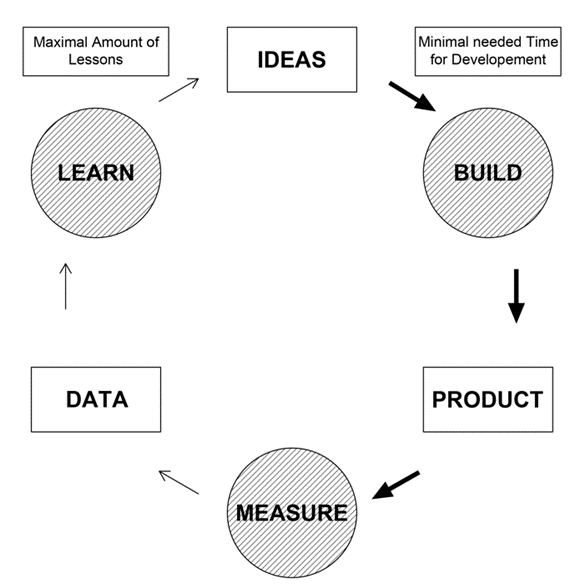 Maximal Amount of
Lessons
IDEAS
Minimal needed Time
for Developement
LEARN
BUILD
DATA
PRODUCT
MEASURE